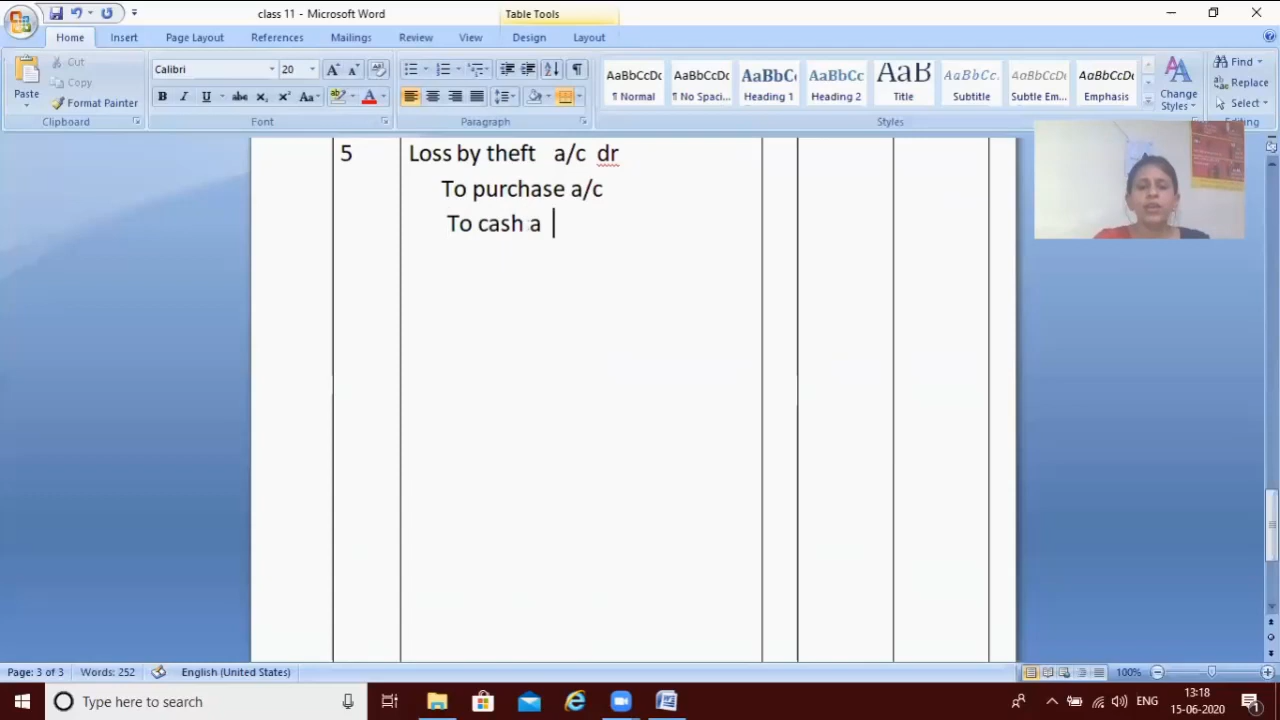 class 11 - Microsoft Word
Table Tools
Home Insert Page Layout References Mailings Review View Design Layout
Paste
Cut
Copy
Format Painter
Clipboard
Calibri 20
Font
Paragraph
AaBbCcDc AaBbCcDc AaBbC AaBbCc AaB AaBbCc. AaBbCcDc AaBbCcDc
¶ Normal ¶ No Spaci... Heading 1 Heading 2 Title Subtitle Subtle Em... Emphasis
Change Styles
Styles
Find
Replace
Select
Editing
5 Loss by theft a/c dr
To purchase a/c
To cash a
Page: 3 of 3 Words: 252 English (United States) 100%
Type here to search
ENG
13:18
15-06-2020